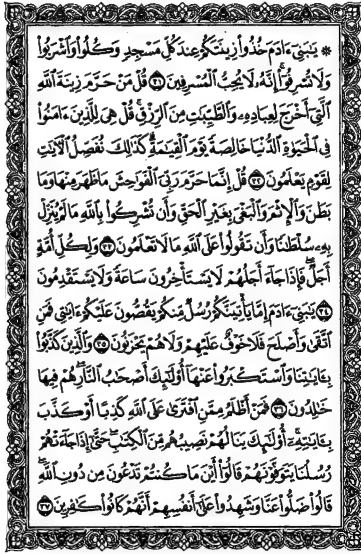 ۞ يَٰبَنِىٓ ءَادَمَ خُذُوا۟ زِينَتَكُمْ عِندَ كُلِّ مَسْجِدٍ وَكُلُوا۟ وَٱشْرَبُوا۟
وَلَا تُسْرِفُوٓا۟ ۚ إِنَّهُۥ لَا يُحِبُّ ٱلْمُسْرِفِينَ ۝٣١ قُلْ مَنْ حَرَّمَ زِينَةَ ٱللَّهِ
ٱلَّتِىٓ أَخْرَجَ لِعِبَادِهِۦ وَٱلطَّيِّبَٰتِ مِنَ ٱلرِّزْقِ ۚ قُلْ هِىَ لِلَّذِينَ ءَامَنُوا۟
فِى ٱلْحَيَوٰةِ ٱلدُّنْيَا خَالِصَةً يَوْمَ ٱلْقِيَٰمَةِ ۗ كَذَٰلِكَ نُفَصِّلُ ٱلْءَايَٰتِ
لِقَوْمٍ يَعْلَمُونَ ۝٣٢ قُلْ إِنَّمَا حَرَّمَ رَبِّىَ ٱلْفَوَٰحِشَ مَا ظَهَرَ مِنْهَا وَمَا
بَطَنَ وَٱلْإِثْمَ وَٱلْبَغْىَ بِغَيْرِ ٱلْحَقِّ وَأَن تُشْرِكُوا۟ بِٱللَّهِ مَا لَمْ يُنَزِّلْ
بِهِۦ سُلْطَٰنًا وَأَن تَقُولُوا۟ عَلَى ٱللَّهِ مَا لَا تَعْلَمُونَ ۝٣٣ وَلِكُلِّ أُمَّةٍ
أَجَلٌ ۖ فَإِذَا جَآءَ أَجَلُهُمْ لَا يَسْتَأْخِرُونَ سَاعَةً ۖ وَلَا يَسْتَقْدِمُونَ
۝٣٤ يَٰبَنِىٓ ءَادَمَ إِمَّا يَأْتِيَنَّكُمْ رُسُلٌ مِّنكُمْ يَقُصُّونَ عَلَيْكُمْ ءَايَٰتِى ۙ فَمَنِ
ٱتَّقَىٰ وَأَصْلَحَ فَلَا خَوْفٌ عَلَيْهِمْ وَلَا هُمْ يَحْزَنُونَ ۝٣٥ وَٱلَّذِينَ كَذَّبُوا۟
بِـَٔايَٰتِنَا وَٱسْتَكْبَرُوا۟ عَنْهَآ أُو۟لَٰٓئِكَ أَصْحَٰبُ ٱلنَّارِ ۖ هُمْ فِيهَا
خَٰلِدُونَ ۝٣٦ فَمَنْ أَظْلَمُ مِمَّنِ ٱفْتَرَىٰ عَلَى ٱللَّهِ كَذِبًا أَوْ كَذَّبَ
بِـَٔايَٰتِهِۦٓ ۚ أُو۟لَٰٓئِكَ يَنَالُهُمْ نَصِيبُهُم مِّنَ ٱلْكِتَٰبِ ۖ حَتَّىٰٓ إِذَا جَآءَتْهُمْ
رُسُلُنَا يَتَوَفَّوْنَهُمْ قَالُوٓا۟ أَيْنَ مَا كُنتُمْ تَدْعُونَ مِن دُونِ ٱللَّهِ ۖ
قَالُوا۟ ضَلُّوا۟ عَنَّا وَشَهِدُوا۟ عَلَىٰٓ أَنفُسِهِمْ أَنَّهُمْ كَانُوا۟ كَٰفِرِينَ ۝٣٧